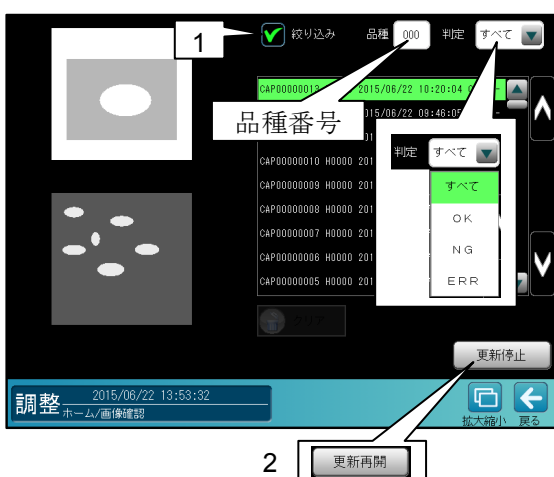 1
絞り込み 品種 000 判定 すべて
CAP00000013 2015/06/22 10:20:04
品種番号
2015/06/22 09:46:05
判定 すべて
すべて
OK
NG
ERR
CAP00000010 H0000 201
CAP00000009 H0000 201
CAP00000008 H0000 201
CAP00000007 H0000 201
CAP00000006 H0000 201
CAP00000005 H0000 201
クリア
更新停止
調整 2015/06/22 13:53:32
ホーム/画像確認
拡大縮小 戻る
2 更新再開